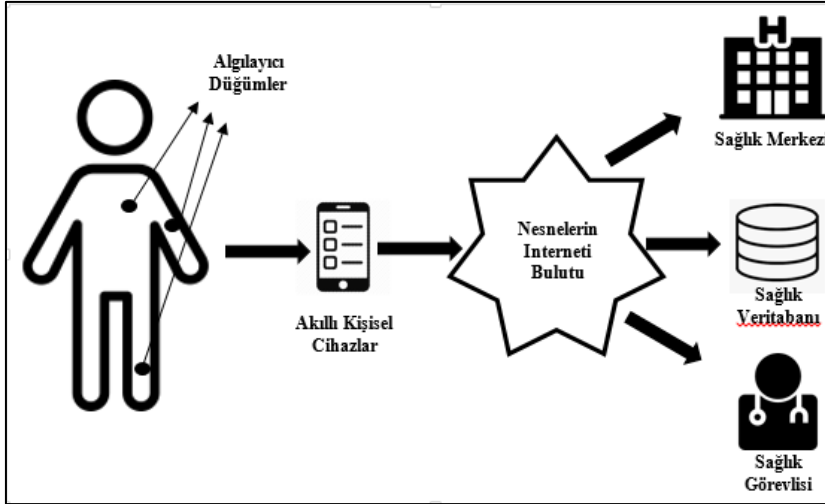 Algılayıcı
Düğümler
Akıllı Kişisel
Cihazlar
Nesnelerin
Interneti
Bulutu
H
Sağlık Merkezi
Sağlık
Veritabanı
Sağlık
Görevlisi